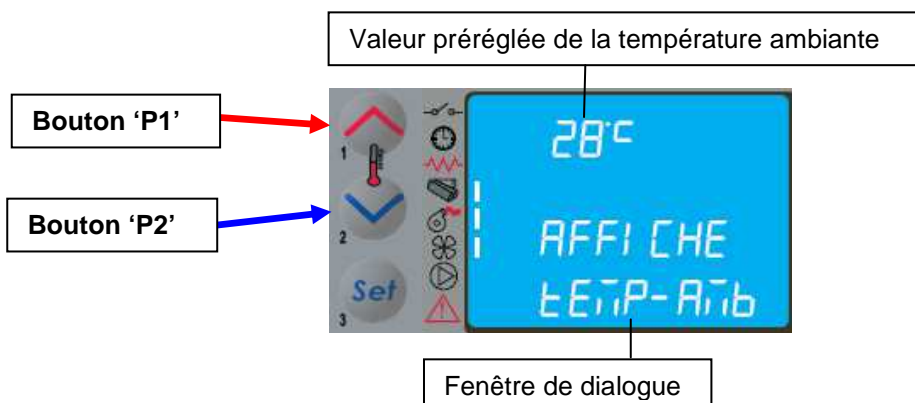 Valeur préréglée de la température ambiante
Bouton ‘P1’
28°C
1
Bouton ‘P2’
AFFICHE
2
tEmP-Amb
Set
3
Fenêtre de dialogue